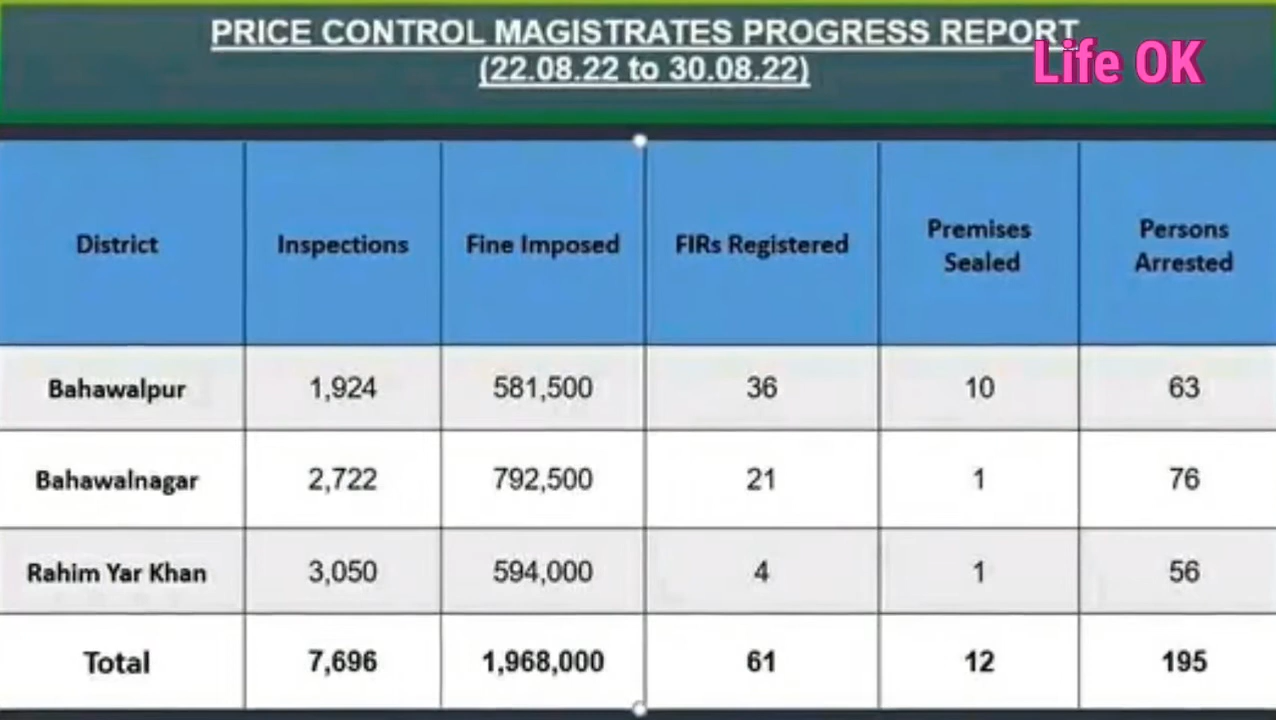 PRICE CONTROL MAGISTRATES PROGRESS REPORT
(22.08.22 to 30.08.22)
Life OK
District Inspections Fine Imposed FIRs Registered Premises Sealed Persons Arrested
Bahawalpur 1,924 581,500 36 10 63
Bahawalnagar 2,722 792,500 21 1 76
Rahim Yar Khan 3,050 594,000 4 1 56
Total 7,696 1,968,000 61 12 195